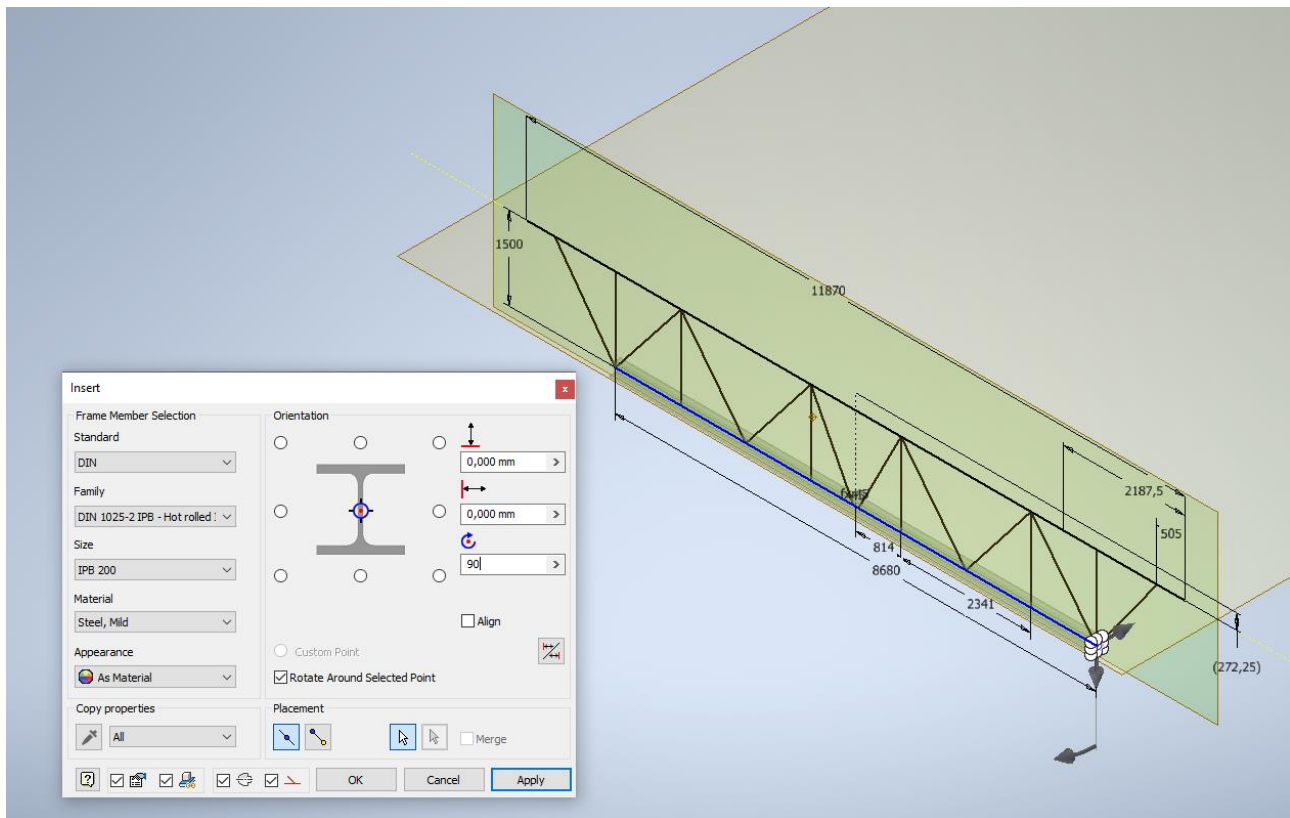 1500
11870
2187,5
505
814
8680
2341
(272,25)
Insert
x
Frame Member Selection
Standard
DIN
Family
DIN 1025-2 IPB - Hot rolled
Size
IPB 200
Material
Steel, Mild
Appearance
As Material
Orientation
0,000 mm
>
0,000 mm
>
90
>
Align
Custom Point
Rotate Around Selected Point
Copy properties
All
Placement
Merge
?
OK
Cancel
Apply